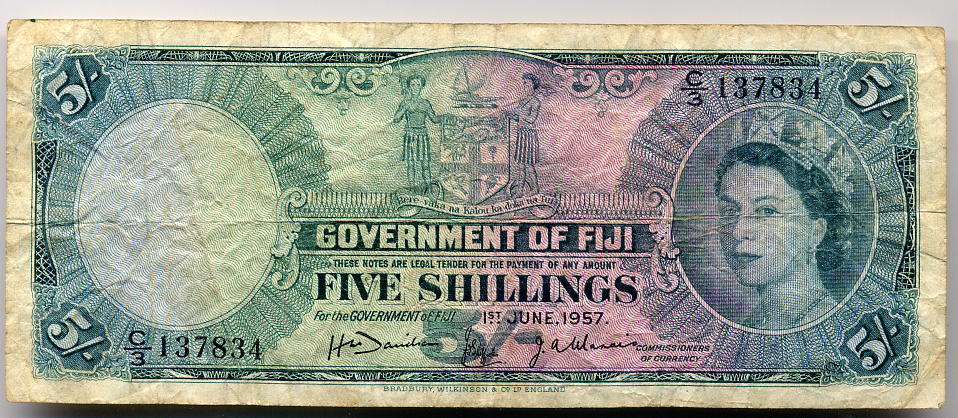 5/-
5/-
C/3 137834
Rere vaka na Kalou ka doka na Tui
GOVERNMENT OF FIJI
THESE NOTES ARE LEGAL TENDER FOR THE PAYMENT OF ANY AMOUNT
FIVE SHILLINGS
For the GOVERNMENT OF FIJI 1ST JUNE, 1957.
5/-
5/-
5/-
C/3 137834
COMMISSIONERS
OF CURRENCY
BRADBURY, WILKINSON & Co LD ENGLAND